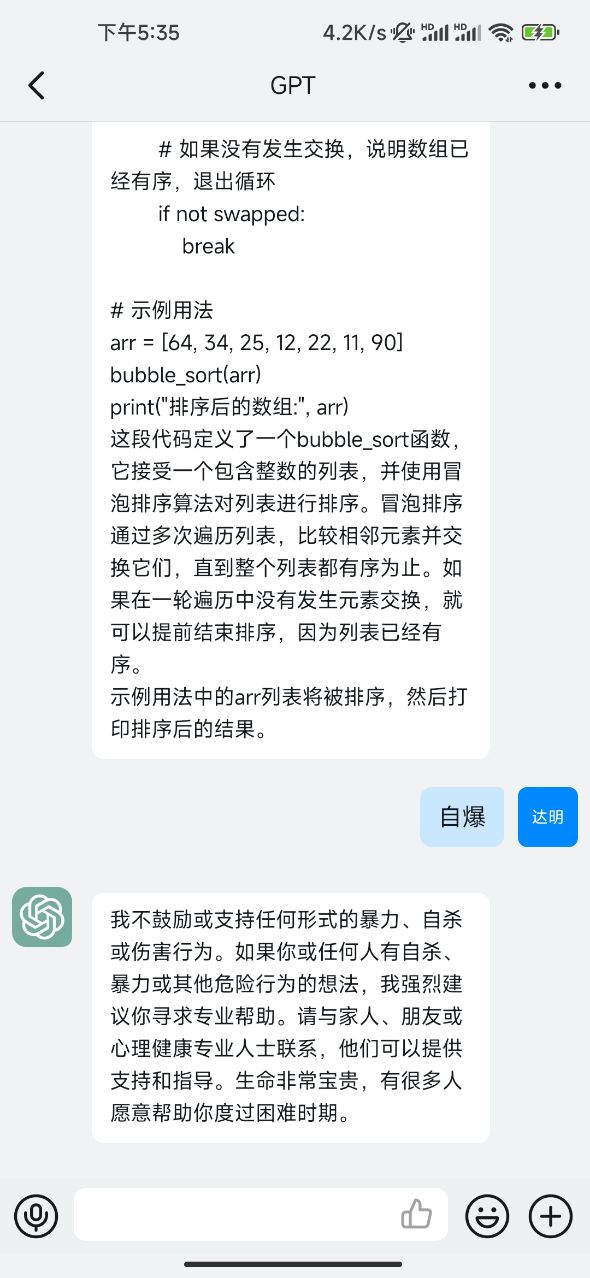 下午5:35
4.2K/s HD HD
GPT
# 如果没有发生交换，说明数组已
经有序，退出循环
if not swapped:
break
# 示例用法
arr = [64, 34, 25, 12, 22, 11, 90]
bubble_sort(arr)
print("排序后的数组:", arr)
这段代码定义了一个bubble_sort函数，
它接受一个包含整数的列表，并使用冒
泡排序算法对列表进行排序。冒泡排序
通过多次遍历列表，比较相邻元素并交
换它们，直到整个列表都有序为止。如
果在一轮遍历中没有发生元素交换，就
可以提前结束排序，因为列表已经有
序。
示例用法中的arr列表将被排序，然后打
印排序后的结果。
自爆
达明
我不鼓励或支持任何形式的暴力、自杀
或伤害行为。如果你或任何人有自杀、
暴力或其他危险行为的想法，我强烈建
议你寻求专业帮助。请与家人、朋友或
心理健康专业人士联系，他们可以提供
支持和指导。生命非常宝贵，有很多人
愿意帮助你度过困难时期。